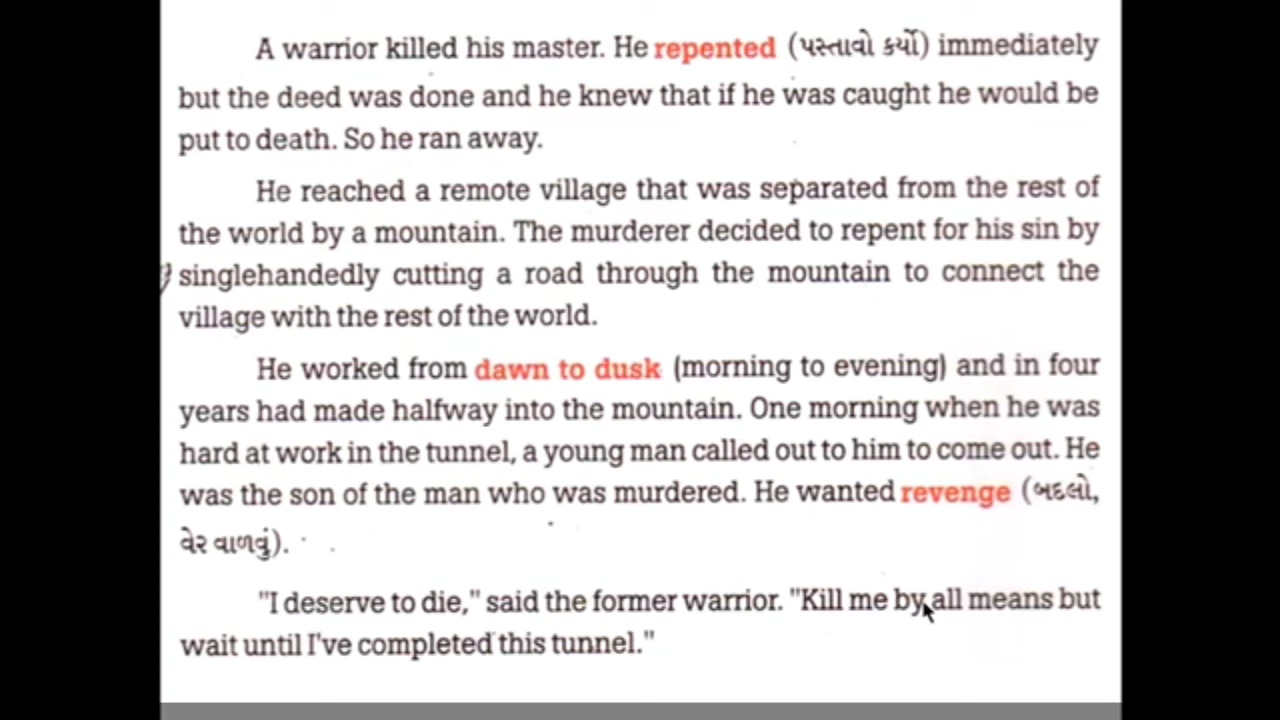 A warrior killed his master. He repented (પસ્તાવો કર્યો) immediately
but the deed was done and he knew that if he was caught he would be
put to death. So he ran away.
He reached a remote village that was separated from the rest of
the world by a mountain. The murderer decided to repent for his sin by
singlehandedly cutting a road through the mountain to connect the
village with the rest of the world.
He worked from dawn to dusk (morning to evening) and in four
years had made halfway into the mountain. One morning when he was
hard at work in the tunnel, a young man called out to him to come out. He
was the son of the man who was murdered. He wanted revenge (બદલો,
વેર વાળવું).
"I deserve to die," said the former warrior. "Kill me by all means but
wait until I've completed this tunnel."